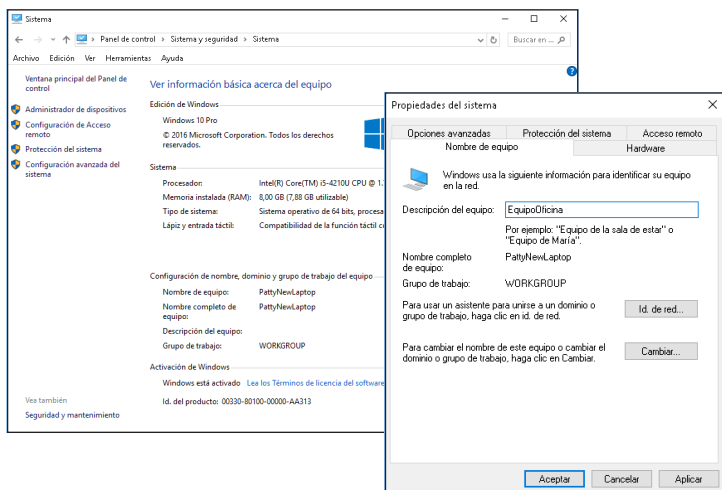 Sistema
Panel de control > Sistema y seguridad > Sistema
Buscar en ...
Archivo Edición Ver Herramientas Ayuda
Ventana principal del Panel de
control
Administrador de dispositivos
Configuración de Acceso
remoto
Protección del sistema
Configuración avanzada del
sistema
Vea también
Seguridad y mantenimiento
Ver información básica acerca del equipo
Edición de Windows
Windows 10 Pro
© 2016 Microsoft Corporation. Todos los derechos
reservados.
Sistema
Procesador: Intel(R) Core(TM) i5-4210U CPU @ 1.
Memoria instalada (RAM): 8,00 GB (7,88 GB utilizable)
Tipo de sistema: Sistema operativo de 64 bits, procesa
Lápiz y entrada táctil: Compatibilidad de la función táctil c
Configuración de nombre, dominio y grupo de trabajo del equipo
Nombre de equipo: PattyNewLaptop
Nombre completo de PattyNewLaptop
equipo:
Descripción del equipo:
Grupo de trabajo: WORKGROUP
Activación de Windows
Windows está activado Lea los Términos de licencia del software
Id. del producto: 00330-80100-00000-AA313
Propiedades del sistema
Opciones avanzadas Protección del sistema Acceso remoto
Nombre de equipo Hardware
Windows usa la siguiente información para identificar su equipo
en la red.
Descripción del equipo: EquipoOficina
Por ejemplo: "Equipo de la sala de estar" o
"Equipo de María".
Nombre completo PattyNewLaptop
de equipo:
Grupo de trabajo: WORKGROUP
Para usar un asistente para unirse a un dominio o
grupo de trabajo, haga clic en id. de red.
Id. de red...
Para cambiar el nombre de este equipo o cambiar el
dominio o grupo de trabajo, haga clic en Cambiar.
Cambiar...
Aceptar Cancelar Aplicar